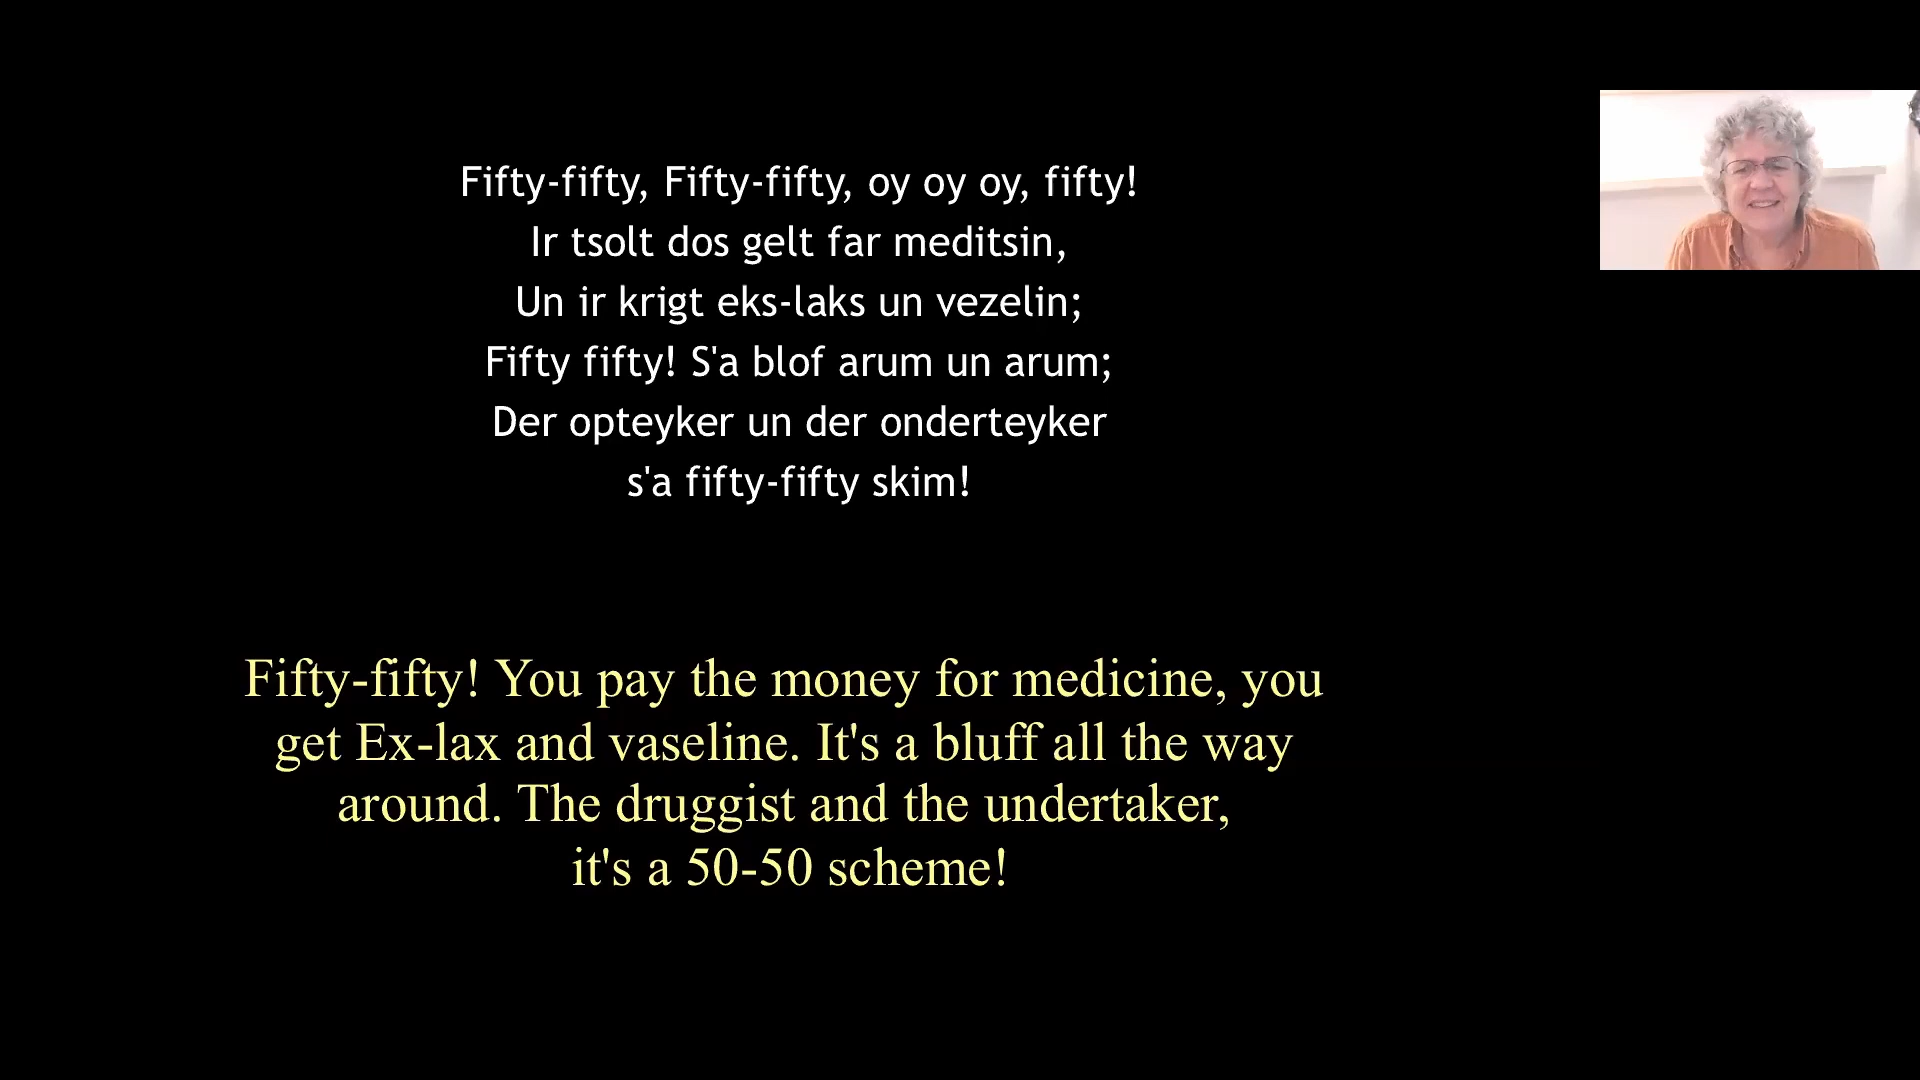 Fifty-fifty, Fifty-fifty, oy oy oy, fifty!
Ir tsolt dos gelt far meditsin,
Un ir krigt eks-laks un vezelin;
Fifty fifty! S'a blof arum un arum;
Der opteyker un der onderteyker
s'a fifty-fifty skim!
Fifty-fifty! You pay the money for medicine, you
get Ex-lax and vaseline. It's a bluff all the way
around. The druggist and the undertaker,
it's a 50-50 scheme!